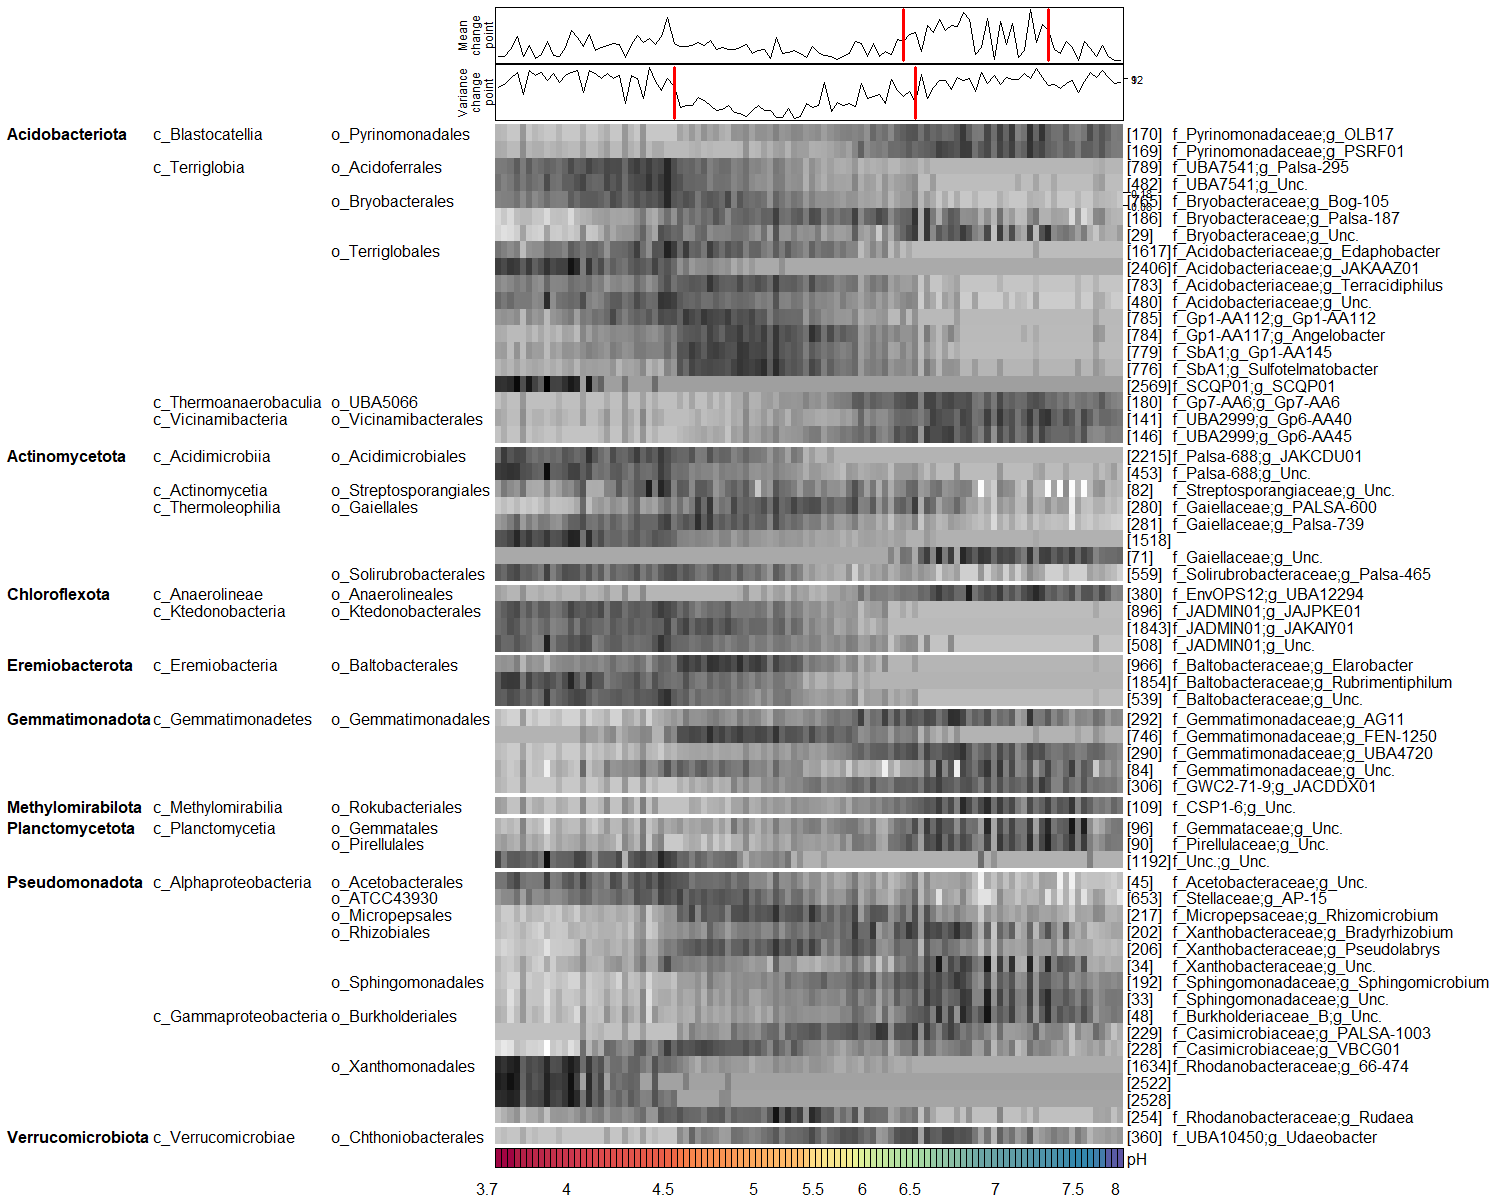 Mean change point
Variance change point
Acidobacteriota c_Blastocatellia o_Pyrinomonadales [170] f_Pyrinomonadaceae;g_OLB17
[169] f_Pyrinomonadaceae;g_PSRF01
c_Terriglobia o_Acidoferrales [789] f_UBA7541;g_Palsa-295
[482] f_UBA7541;g_Unc.
o_Bryobacterales [765] f_Bryobacteraceae;g_Bog-105
[186] f_Bryobacteraceae;g_Palsa-187
[29] f_Bryobacteraceae;g_Unc.
o_Terriglobales [1617] f_Acidobacteriaceae;g_Edaphobacter
[2406] f_Acidobacteriaceae;g_JAKAAZ01
[783] f_Acidobacteriaceae;g_Terracidiphilus
[480] f_Acidobacteriaceae;g_Unc.
[785] f_Gp1-AA112;g_Gp1-AA112
[784] f_Gp1-AA117;g_Angelobacter
[779] f_SbA1;g_Gp1-AA145
[776] f_SbA1;g_Sulfotelmatobacter
[2569] f_SCQP01;g_SCQP01
c_Thermoanaerobaculia o_UBA5066 [180] f_Gp7-AA6;g_Gp7-AA6
c_Vicinamibacteria o_Vicinamibacterales [141] f_UBA2999;g_Gp6-AA40
[146] f_UBA2999;g_Gp6-AA45
Actinomycetota c_Acidimicrobiia o_Acidimicrobiales [2215] f_Palsa-688;g_JAKCDU01
[453] f_Palsa-688;g_Unc.
c_Actinomycetia o_Streptosporangiales [82] f_Streptosporangiaceae;g_Unc.
c_Thermoleophilia o_Gaiellales [280] f_Gaiellaceae;g_PALSA-600
[281] f_Gaiellaceae;g_Palsa-739
[1518]
[71] f_Gaiellaceae;g_Unc.
o_Solirubrobacterales [559] f_Solirubrobacteraceae;g_Palsa-465
Chloroflexota c_Anaerolineae o_Anaerolineales [380] f_EnvOPS12;g_UBA12294
c_Ktedonobacteria o_Ktedonobacterales [896] f_JADMIN01;g_JAJPKE01
[1843] f_JADMIN01;g_JAKAIY01
[508] f_JADMIN01;g_Unc.
Eremiobacterota c_Eremiobacteria o_Baltobacterales [966] f_Baltobacteraceae;g_Elarobacter
[1854] f_Baltobacteraceae;g_Rubrimentiphilum
[539] f_Baltobacteraceae;g_Unc.
Gemmatimonadota c_Gemmatimonadetes o_Gemmatimonadales [292] f_Gemmatimonadaceae;g_AG11
[746] f_Gemmatimonadaceae;g_FEN-1250
[290] f_Gemmatimonadaceae;g_UBA4720
[84] f_Gemmatimonadaceae;g_Unc.
[306] f_GWC2-71-9;g_JACDDX01
Methylomirabilota c_Methylomirabilia o_Rokubacteriales [109] f_CSP1-6;g_Unc.
Planctomycetota c_Planctomycetia o_Gemmatales [96] f_Gemmataceae;g_Unc.
o_Pirellulales [90] f_Pirellulaceae;g_Unc.
[1192] f_Unc.;g_Unc.
Pseudomonadota c_Alphaproteobacteria o_Acetobacterales [45] f_Acetobacteraceae;g_Unc.
o_ATCC43930 [653] f_Stellaceae;g_AP-15
o_Micropepsales [217] f_Micropepsaceae;g_Rhizomicrobium
o_Rhizobiales [202] f_Xanthobacteraceae;g_Bradyrhizobium
[206] f_Xanthobacteraceae;g_Pseudolabrys
[34] f_Xanthobacteraceae;g_Unc.
o_Sphingomonadales [192] f_Sphingomonadaceae;g_Sphingomicrobium
[33] f_Sphingomonadaceae;g_Unc.
c_Gammaproteobacteria o_Burkholderiales [48] f_Burkholderiaceae_B;g_Unc.
[229] f_Casimicrobiaceae;g_PALSA-1003
[228] f_Casimicrobiaceae;g_VBCG01
o_Xanthomonadales [1634] f_Rhodanobacteraceae;g_66-474
[2522]
[2528]
[254] f_Rhodanobacteraceae;g_Rudaea
Verrucomicrobiota c_Verrucomicrobiae o_Chthoniobacterales [360] f_UBA10450;g_Udaeobacter
pH
3.7 4 4.5 5 5.5 6 6.5 7 7.5 8